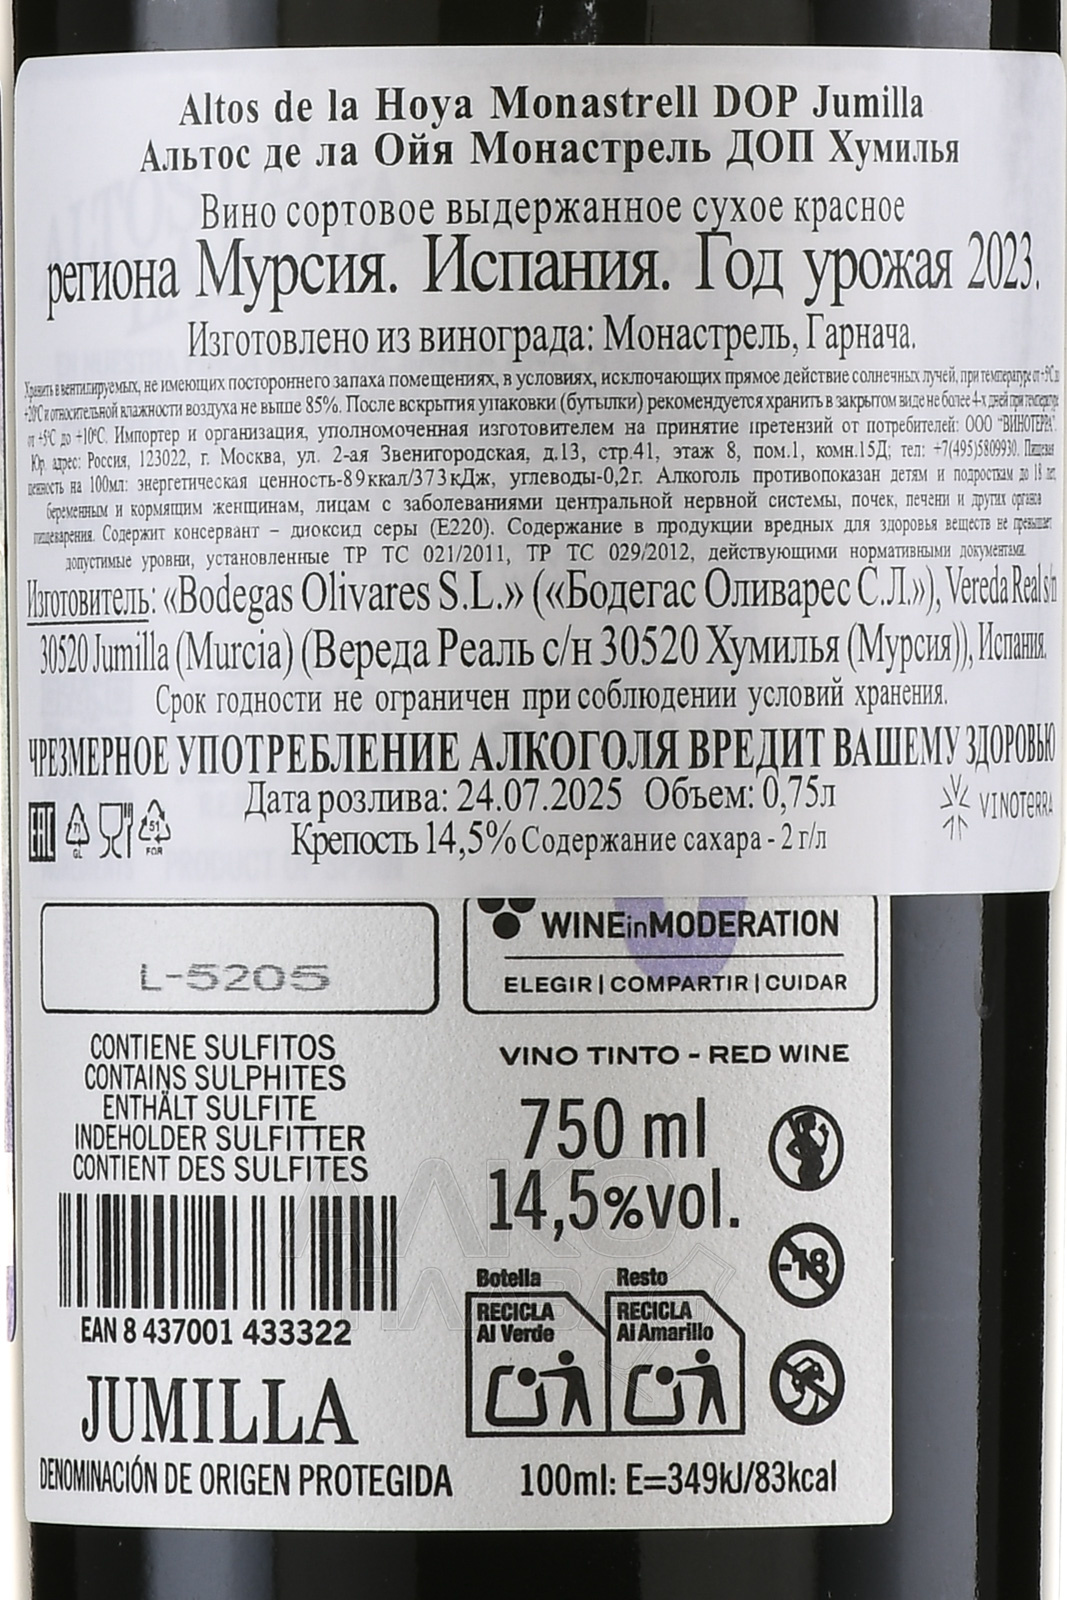 Altos de la Hoya Monastrell DOP Jumilla
Альтос де ла Ойя Монастрель ДОП Хумилья
Вино сортовое выдержанное сухое красное
региона Мурсия. Испания. Год урожая 2023.
Изготовлено из винограда: Монастрель, Гарнача.
Хранить в вентилируемых, не имеющих постороннего запаха помещениях, в условиях, исключающих прямое действие солнечных лучей, при температуре от +5°C до
+20°C и относительной влажности воздуха не выше 85%. После вскрытия упаковки (бутылки) рекомендуется хранить в закрытом виде не более 4-х дней при температуре
от +5°C до +10°C. Импортер и организация, уполномоченная изготовителем на принятие претензий от потребителей: ООО "ВИНОТЕРРА".
Юр. адрес: Россия, 123022, г. Москва, ул. 2-ая Звенигородская, д.13, стр.41, этаж 8, пом.1, комн.15Д; тел: +7(495)5809930. Пищевая
ценность на 100мл: энергетическая ценность-89ккал/373кДж, углеводы-0,2г. Алкоголь противопоказан детям и подросткам до 18 лет,
беременным и кормящим женщинам, лицам с заболеваниями центральной нервной системы, почек, печени и других органов
пищеварения. Содержит консервант – диоксид серы (Е220). Содержание в продукции вредных для здоровья веществ не превышает
допустимые уровни, установленные ТР ТС 021/2011, ТР ТС 029/2012, действующими нормативными документами.
Изготовитель: «Bodegas Olivares S.L.» («Бодегас Оливарес С.Л.»), Vereda Real s/n
30520 Jumilla (Murcia) (Вереда Реаль с/н 30520 Хумилья (Мурсия)), Испания.
Срок годности не ограничен при соблюдении условий хранения.
ЧРЕЗМЕРНОЕ УПОТРЕБЛЕНИЕ АЛКОГОЛЯ ВРЕДИТ ВАШЕМУ ЗДОРОВЬЮ
Дата розлива: 24.07.2025 Объем: 0,75л
Крепость 14,5% Содержание сахара - 2 г/л
EAC
71
GL
51
FOR
VINOTERRA
L-5205
WINEinMODERATION
ELEGIR | COMPARTIR | CUIDAR
CONTIENE SULFITOS
CONTAINS SULPHITES
ENTHÄLT SULFITE
INDEHOLDER SULFITTER
CONTIENT DES SULFITES
EAN 8 437001 433322
JUMILLA
DENOMINACIÓN DE ORIGEN PROTEGIDA
VINO TINTO - RED WINE
750 ml
14,5%vol.
-18
Botella
RECICLA
Al Verde
Resto
RECICLA
Al Amarillo
100ml: E=349kJ/83kcal